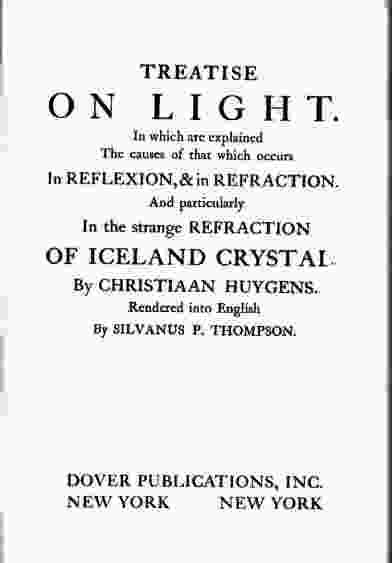 TREATISE
ON LIGHT.
In which are explained
The causes of that which occurs
In REFLEXION, & in REFRACTION.
And particularly
In the strange REFRACTION
OF ICELAND CRYSTAL
By CHRISTIAAN HUYGENS.
Rendered into English
By SILVANUS P. THOMPSON.
DOVER PUBLICATIONS, INC.
NEW YORK NEW YORK